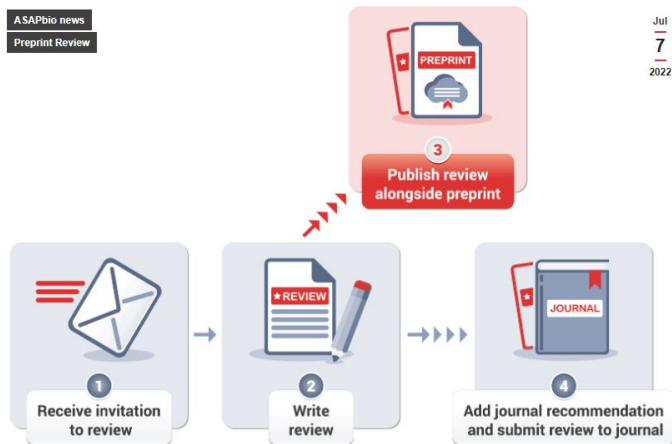 ASAPbio news
Preprint Review
Jul
7
2022
PREPRINT
3
Publish review
alongside preprint
REVIEW
JOURNAL
1
Receive invitation
to review
2
Write
review
4
Add journal recommendation
and submit review to journal